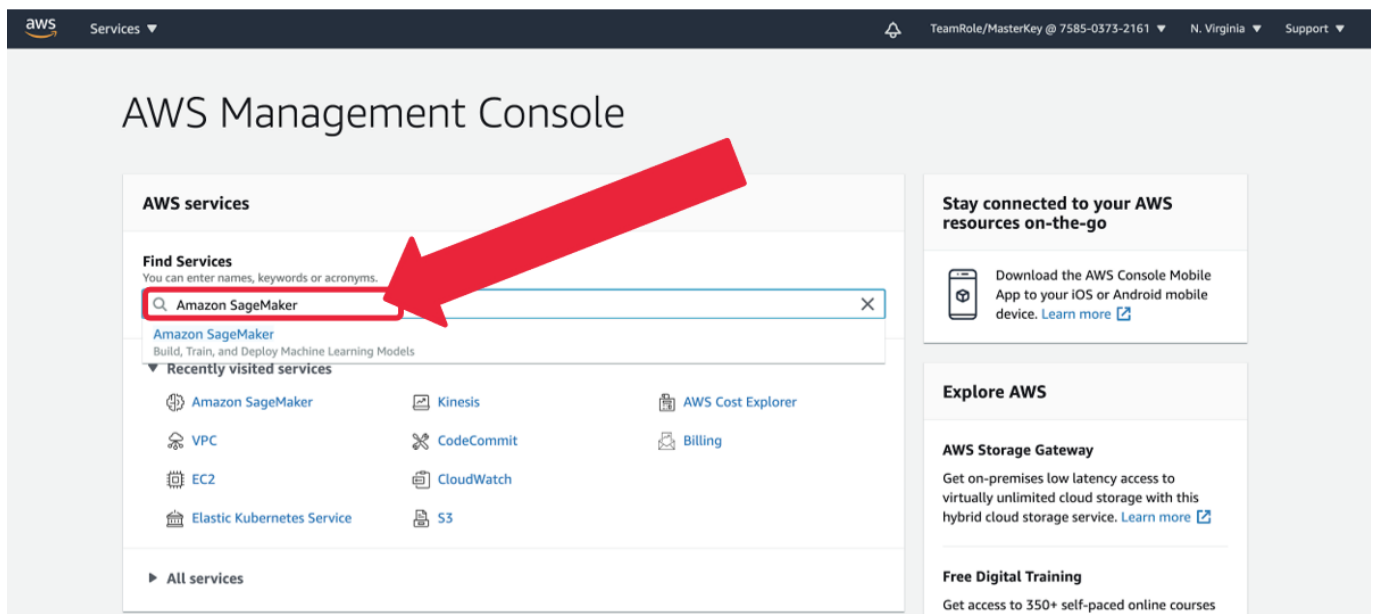 aws
Services ▼
TeamRole/MasterKey @ 7585-0373-2161 ▼
N. Virginia ▼
Support ▼
AWS Management Console
AWS services
Find Services
You can enter names, keywords or acronyms.
Amazon SageMaker
Amazon SageMaker
Build, Train, and Deploy Machine Learning Models
▼ Recently visited services
Amazon SageMaker
Kinesis
AWS Cost Explorer
VPC
CodeCommit
Billing
EC2
CloudWatch
Elastic Kubernetes Service
S3
▶ All services
Stay connected to your AWS
resources on-the-go
Download the AWS Console Mobile
App to your iOS or Android mobile
device. Learn more
Explore AWS
AWS Storage Gateway
Get on-premises low latency access to
virtually unlimited cloud storage with this
hybrid cloud storage service. Learn more
Free Digital Training
Get access to 350+ self-paced online courses